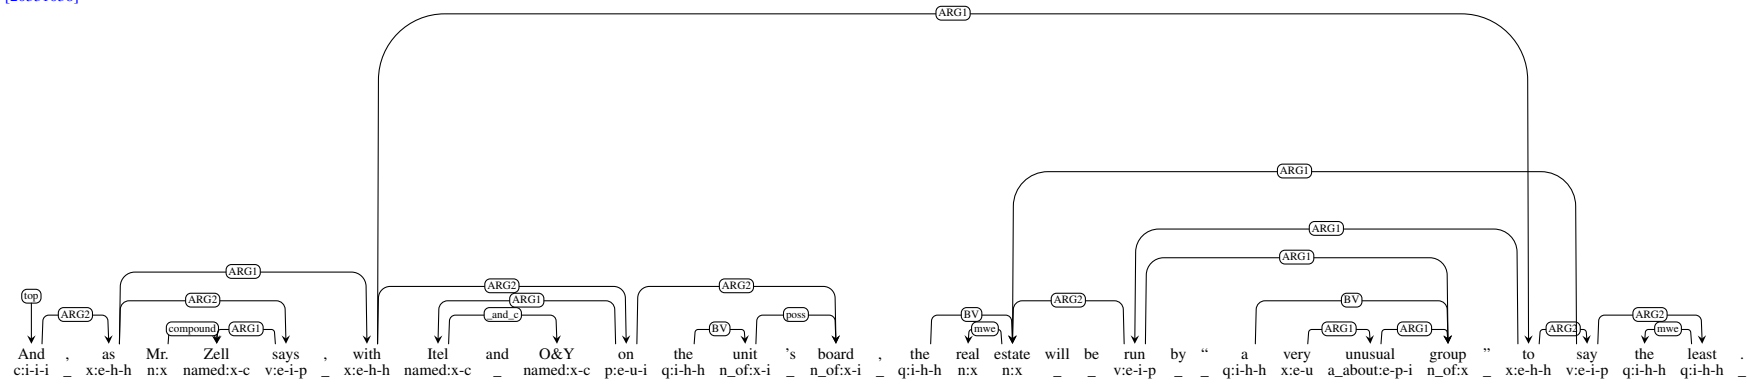 ARG1
ARG1
ARG1
ARG1
ARG1 ARG2 ARG2
top ARG2 ARG1 ARG2 BV
ARG2 _and_c BV poss ARG2
compound ARG1 BV mwe ARG1 ARG1 ARG2 mwe
And , as Mr. Zell says , with Itel and O&Y on the unit 's board , the real estate will be run by “ a very unusual group ” to say the least .
c:i-i-i _ x:e-h-h n:x named:x-c v:e-i-p _ x:e-h-h named:x-c _ named:x-c p:e-u-i q:i-h-h n_of:x-i _ n_of:x-i _ q:i-h-h n:x n:x _ _ v:e-i-p _ _ q:i-h-h x:e-u a_about:e-p-i n_of:x _ x:e-h-h v:e-i-p q:i-h-h q:i-h-h _